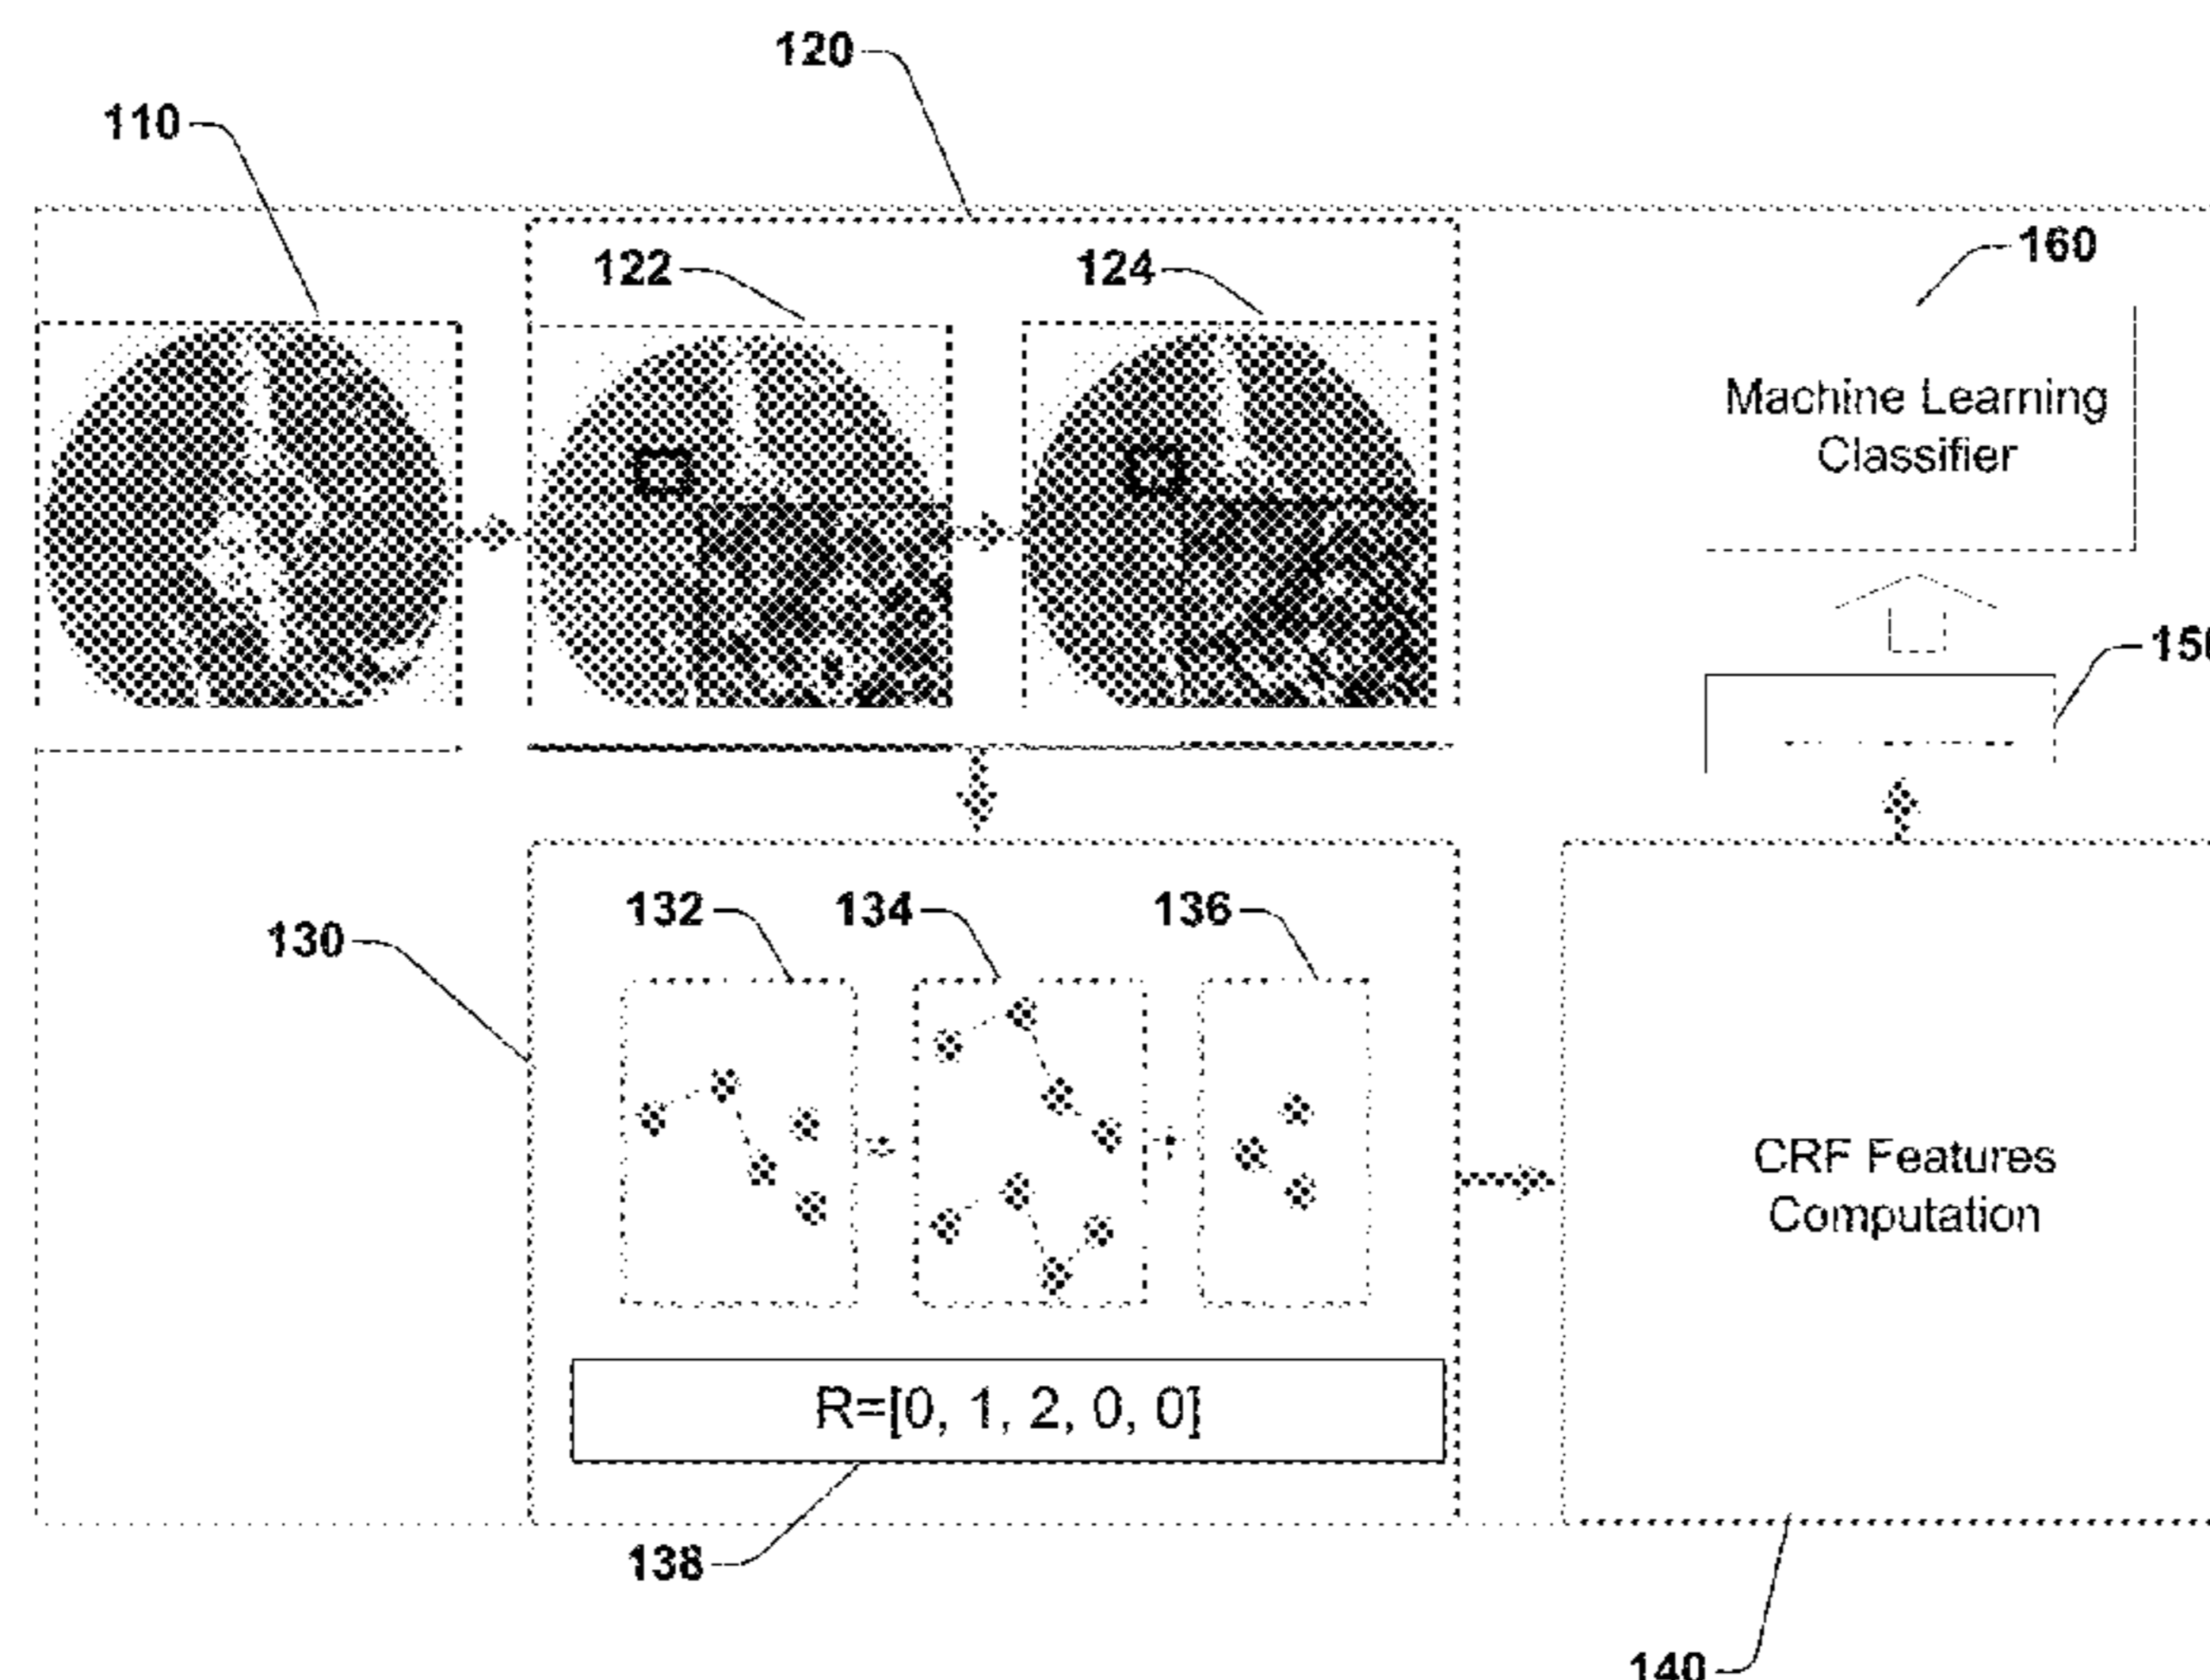 120
110
122
124
160
Machine Learning
Classifier
132
134
136
130
CRF Features
Computation
R=[0, 1, 2, 0, 0]
138
140